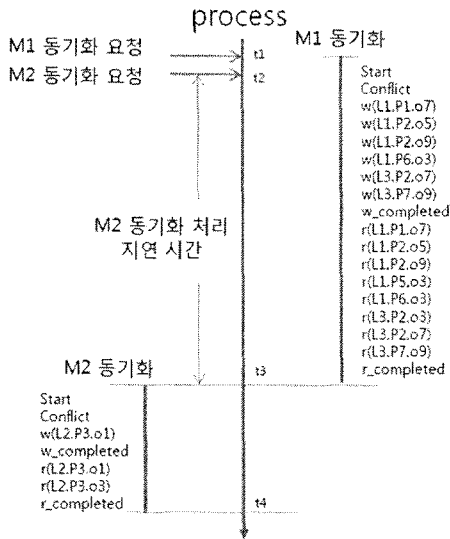 process
M1 동기화 요청
t1
M1 동기화
M2 동기화 요청
t2
Start
Conflict
w(L1.P1.o7)
w(L1.P2.o5)
w(L1.P2.o9)
w(L1.P6.o3)
w(L3.P2.o7)
w(L3.P7.o9)
w_completed
r(L1.P1.o7)
r(L1.P2.o5)
r(L1.P2.o9)
r(L1.P5.o3)
r(L1.P6.o3)
r(L3.P2.o3)
r(L3.P2.o7)
r(L3.P7.o9)
r_completed
M2 동기화 처리
지연 시간
M2 동기화
t3
Start
Conflict
w(L2.P3.o1)
w_completed
r(L2.P3.o1)
r(L2.P3.o3)
r_completed
t4